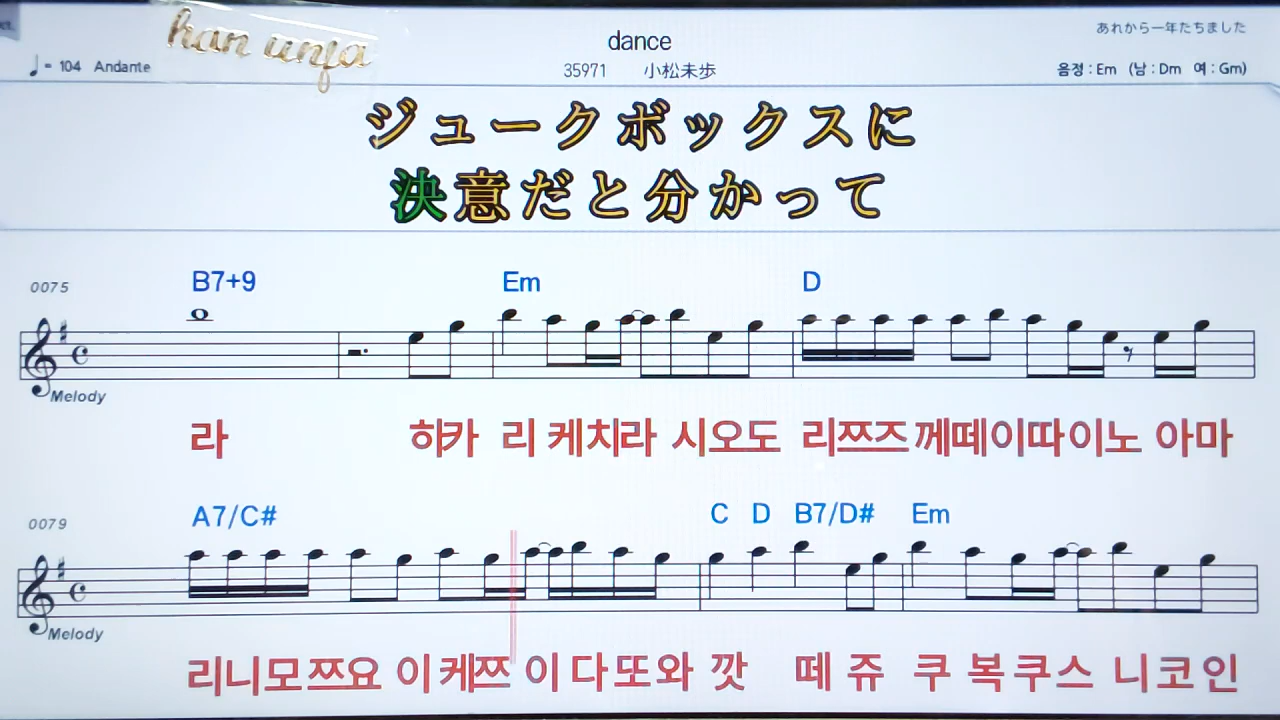 ct.
han unja
dance
あれから一年たちました
♩= 104 Andante
35971 小松未歩
음정 : Em (남 : Dm 여 : Gm)
ジュークボックスに
決意だと分かって
0075
B7+9 Em D
Melody
라 히카 리 케치라 시오도 리쯔즈 께떼이따이노 아마
0079
A7/C# C D B7/D# Em
Melody
리니모쯔요 이케쯔 이다또와 깟 떼 쥬 쿠 복쿠스 니코인